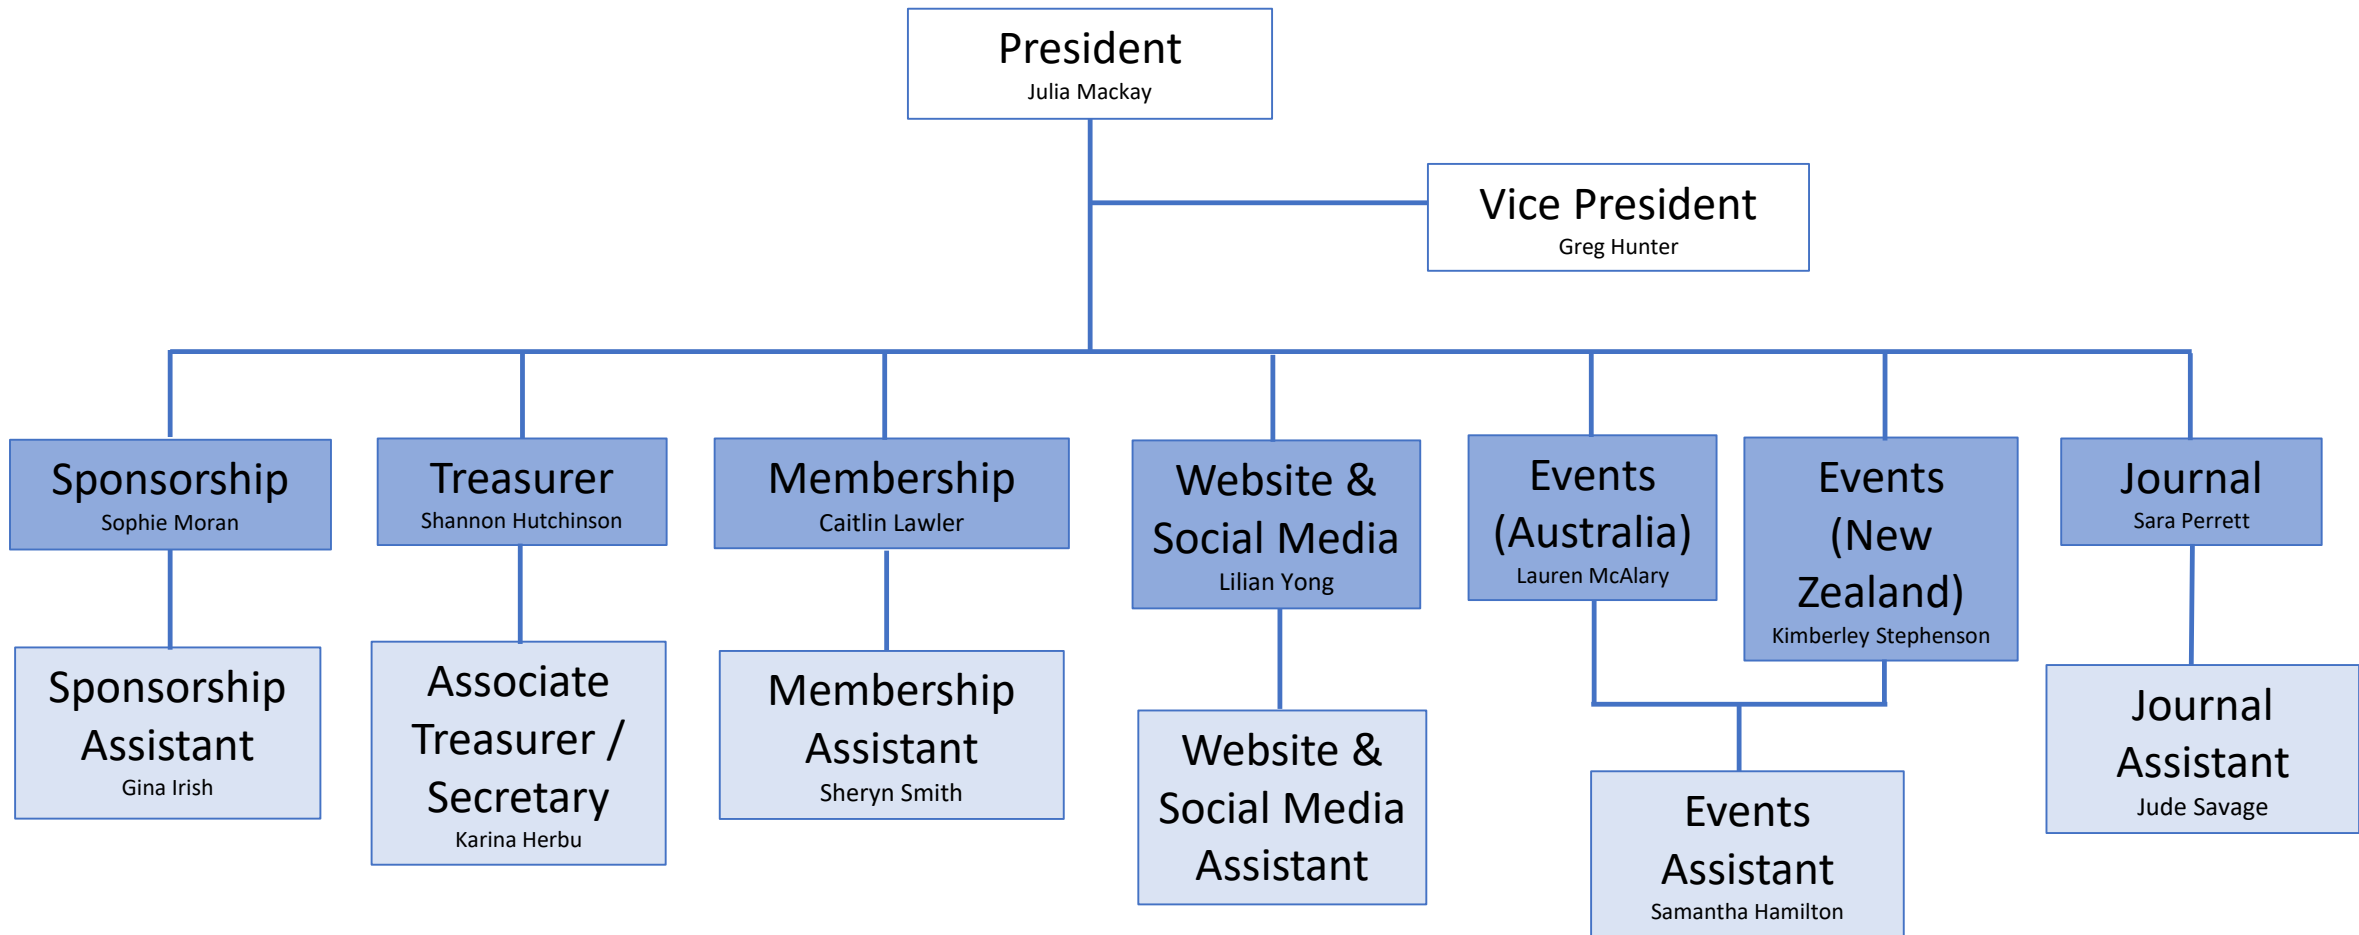 President
Julia Mackay
Vice President
Greg Hunter
Sponsorship
Sophie Moran
Treasurer
Shannon Hutchinson
Membership
Caitlin Lawler
Website &
Social Media
Lilian Yong
Events
(Australia)
Lauren McAlary
Events
(New
Zealand)
Kimberley Stephenson
Journal
Sara Perrett
Sponsorship
Assistant
Gina Irish
Associate
Treasurer /
Secretary
Karina Herbu
Membership
Assistant
Sheryn Smith
Website &
Social Media
Assistant
Events
Assistant
Samantha Hamilton
Journal
Assistant
Jude Savage